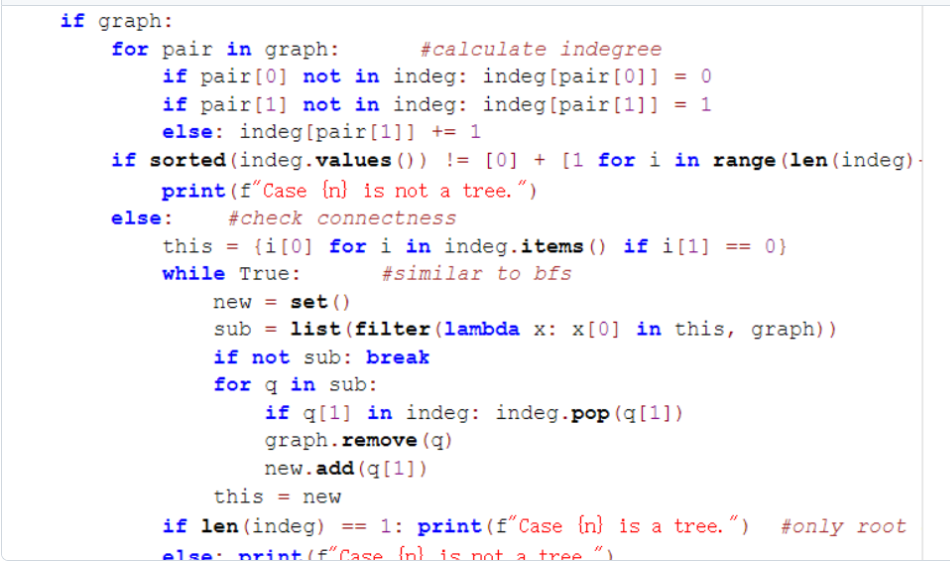 if graph:
    for pair in graph:       #calculate indegree
        if pair[0] not in indeg: indeg[pair[0]] = 0
        if pair[1] not in indeg: indeg[pair[1]] = 1
        else: indeg[pair[1]] += 1
    if sorted(indeg.values()) != [0] + [1 for i in range(len(indeg)-
        print(f"Case {n} is not a tree.")
    else:    #check connectness
        this = {i[0] for i in indeg.items() if i[1] == 0}
        while True:       #similar to bfs
            new = set()
            sub = list(filter(lambda x: x[0] in this, graph))
            if not sub: break
            for q in sub:
                if q[1] in indeg: indeg.pop(q[1])
                graph.remove(q)
                new.add(q[1])
            this = new
        if len(indeg) == 1: print(f"Case {n} is a tree.")  #only root
        else: print(f"Case {n} is not a tree.")